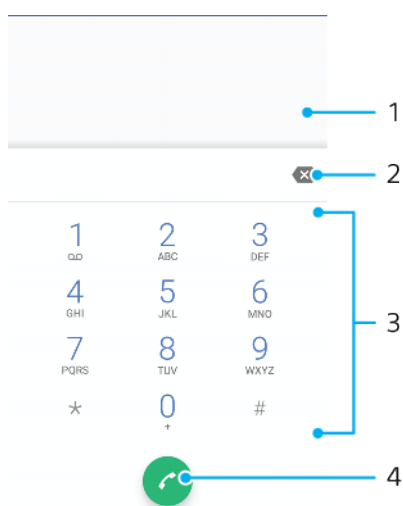 1
2
1 2 3
ABC DEF
4 5 6
GHI JKL MNO
3
7 8 9
PQRS TUV WXYZ
* 0 #
+
4